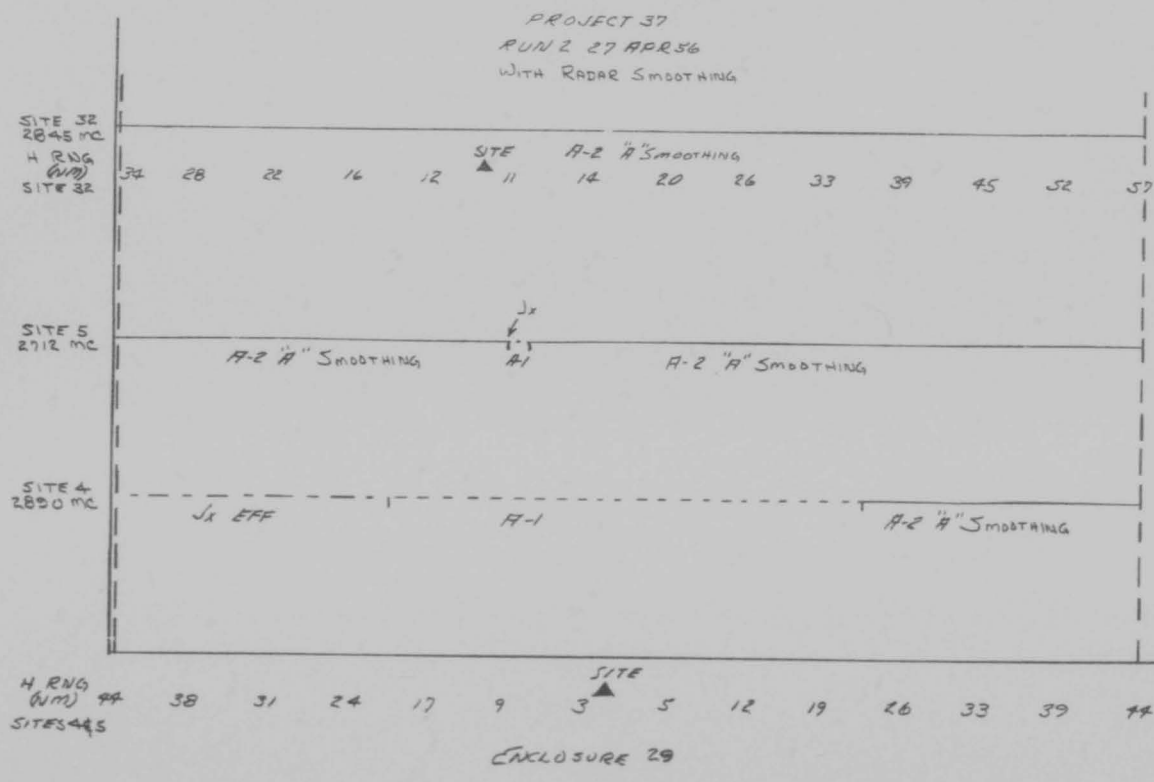 PROJECT 37
RUN 2 27 APR 56
WITH RADAR SMOOTHING
SITE 32
2845 MC
SITE A-2 "A" SMOOTHING
H RNG
(NM) 34 28 22 16 12 11 14 20 26 33 39 45 52 57
SITE 32
Jx
SITE 5
2712 MC
A-2 "A" SMOOTHING A-1 A-2 "A" SMOOTHING
SITE 4
2890 MC
Jx EFF A-1 A-2 "A" SMOOTHING
SITE
H RNG
(NM) 44 38 31 24 17 9 3 5 12 19 26 33 39 44
SITES 4&5
ENCLOSURE 29